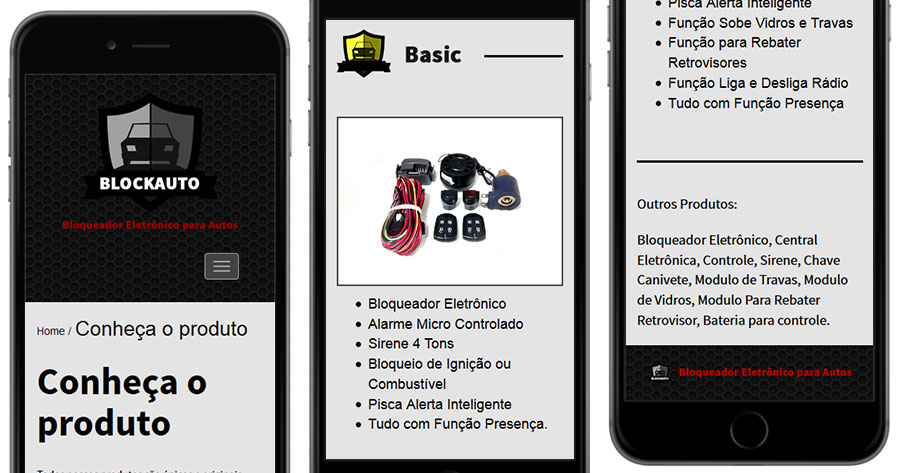 BLOCKAUTO
Bloqueador Eletrônico para Autos
Home / Conheça o produto
Conheça o
produto
Basic
Bloqueador Eletrônico
Alarme Micro Controlado
Sirene 4 Tons
Bloqueio de Ignição ou
Combustível
Pisca Alerta Inteligente
Tudo com Função Presença.
Pisca Alerta Inteligente
Função Sobe Vidros e Travas
Função para Rebater
Retrovisores
Função Liga e Desliga Rádio
Tudo com Função Presença
Outros Produtos:
Bloqueador Eletrônico, Central
Eletrônica, Controle, Sirene, Chave
Canivete, Modulo de Travas, Modulo
de Vidros, Modulo Para Rebater
Retrovisor, Bateria para controle.
Bloqueador Eletrônico para Autos